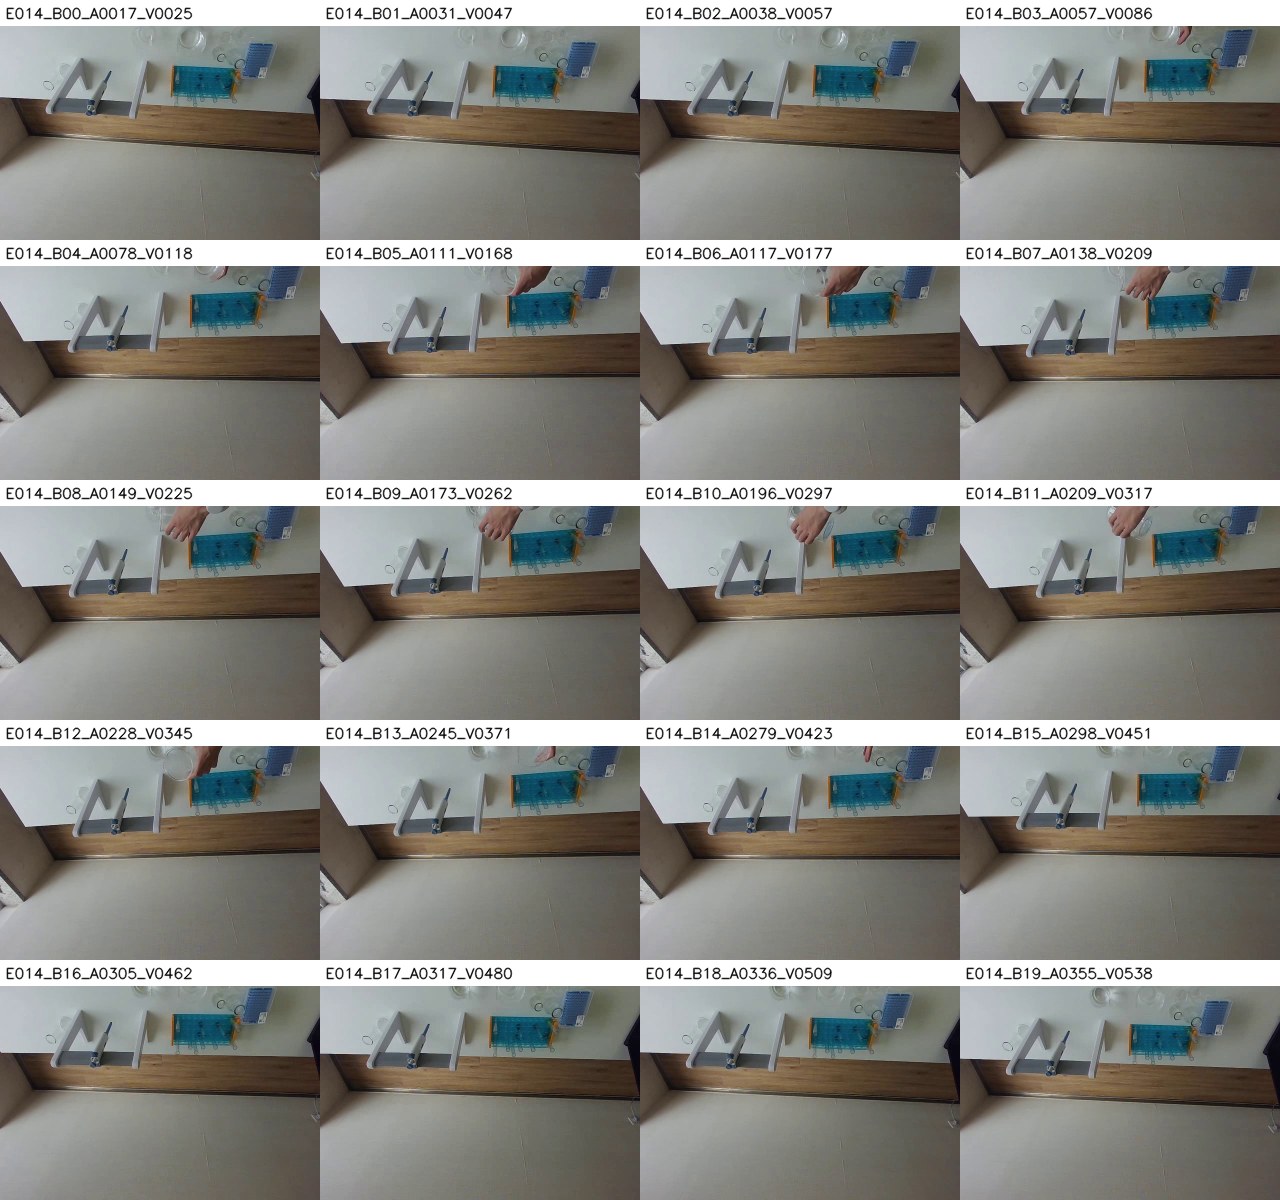 E014_B00_A0017_V0025
E014_B01_A0031_V0047
E014_B02_A0038_V0057
E014_B03_A0057_V0086
E014_B04_A0078_V0118
E014_B05_A0111_V0168
E014_B06_A0117_V0177
E014_B07_A0138_V0209
E014_B08_A0149_V0225
E014_B09_A0173_V0262
E014_B10_A0196_V0297
E014_B11_A0209_V0317
E014_B12_A0228_V0345
E014_B13_A0245_V0371
E014_B14_A0279_V0423
E014_B15_A0298_V0451
E014_B16_A0305_V0462
E014_B17_A0317_V0480
E014_B18_A0336_V0509
E014_B19_A0355_V0538